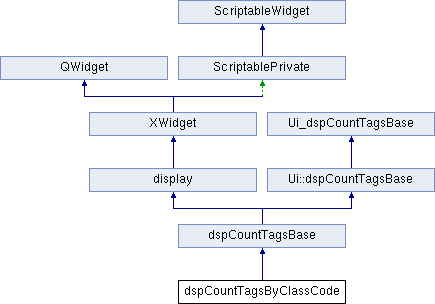 ScriptableWidget
QWidget
ScriptablePrivate
XWidget
Ui_dspCountTagsBase
display
Ui::dspCountTagsBase
dspCountTagsBase
dspCountTagsByClassCode